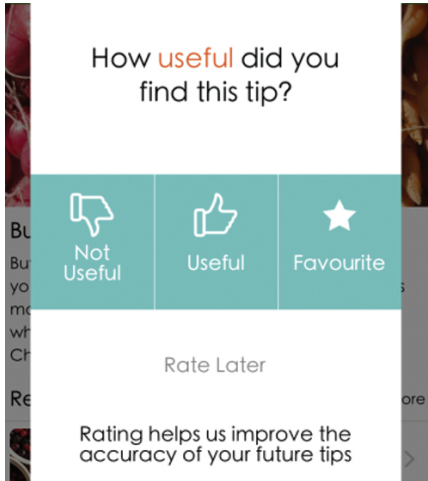 How useful did you
find this tip?
Not
Useful
Useful
Favourite
Rate Later
Rating helps us improve the
accuracy of your future tips